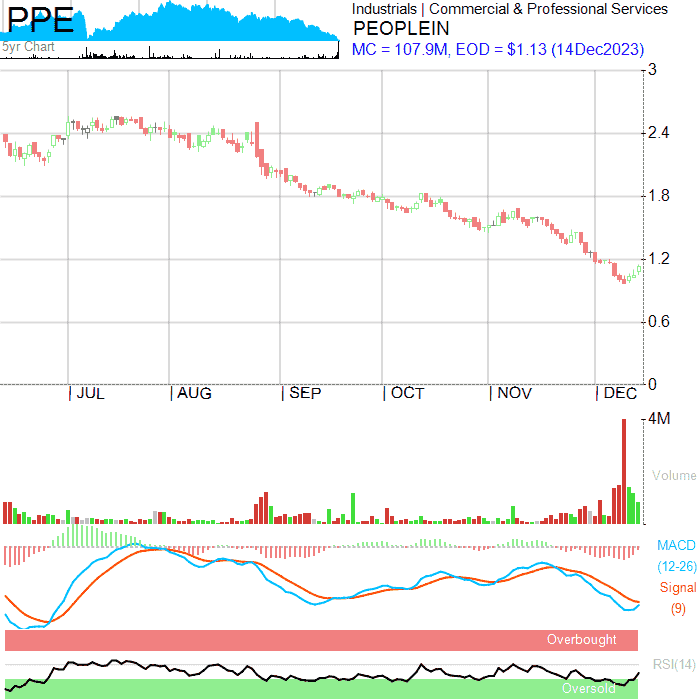 PPE
5yr Chart
Industrials | Commercial & Professional Services
PEOPLEIN
MC = 107.9M, EOD = $1.13 (14Dec2023)
3
2.4
1.8
1.2
0.6
0
| JUL | AUG | SEP | OCT | NOV | DEC
4M
Volume
MACD
(12-26)
Signal
(9)
Overbought
RSI(14)
Oversold